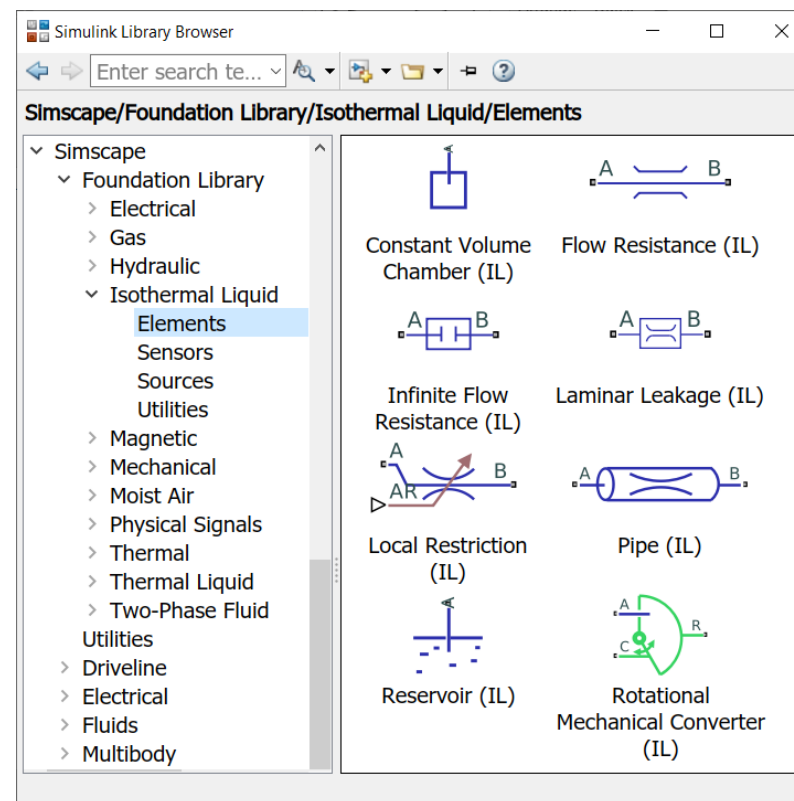 Simulink Library Browser
Enter search te...
Simscape/Foundation Library/Isothermal Liquid/Elements
Simscape
Foundation Library
Electrical
Gas
Hydraulic
Isothermal Liquid
Elements
Sensors
Sources
Utilities
Magnetic
Mechanical
Moist Air
Physical Signals
Thermal
Thermal Liquid
Two-Phase Fluid
Utilities
Driveline
Electrical
Fluids
Multibody
A
Constant Volume
Chamber (IL)
A B
Flow Resistance (IL)
A B
Infinite Flow
Resistance (IL)
A B
Laminar Leakage (IL)
A
B
AR
Local Restriction
(IL)
A B
Pipe (IL)
A
Reservoir (IL)
A
R
C
Rotational
Mechanical Converter
(IL)